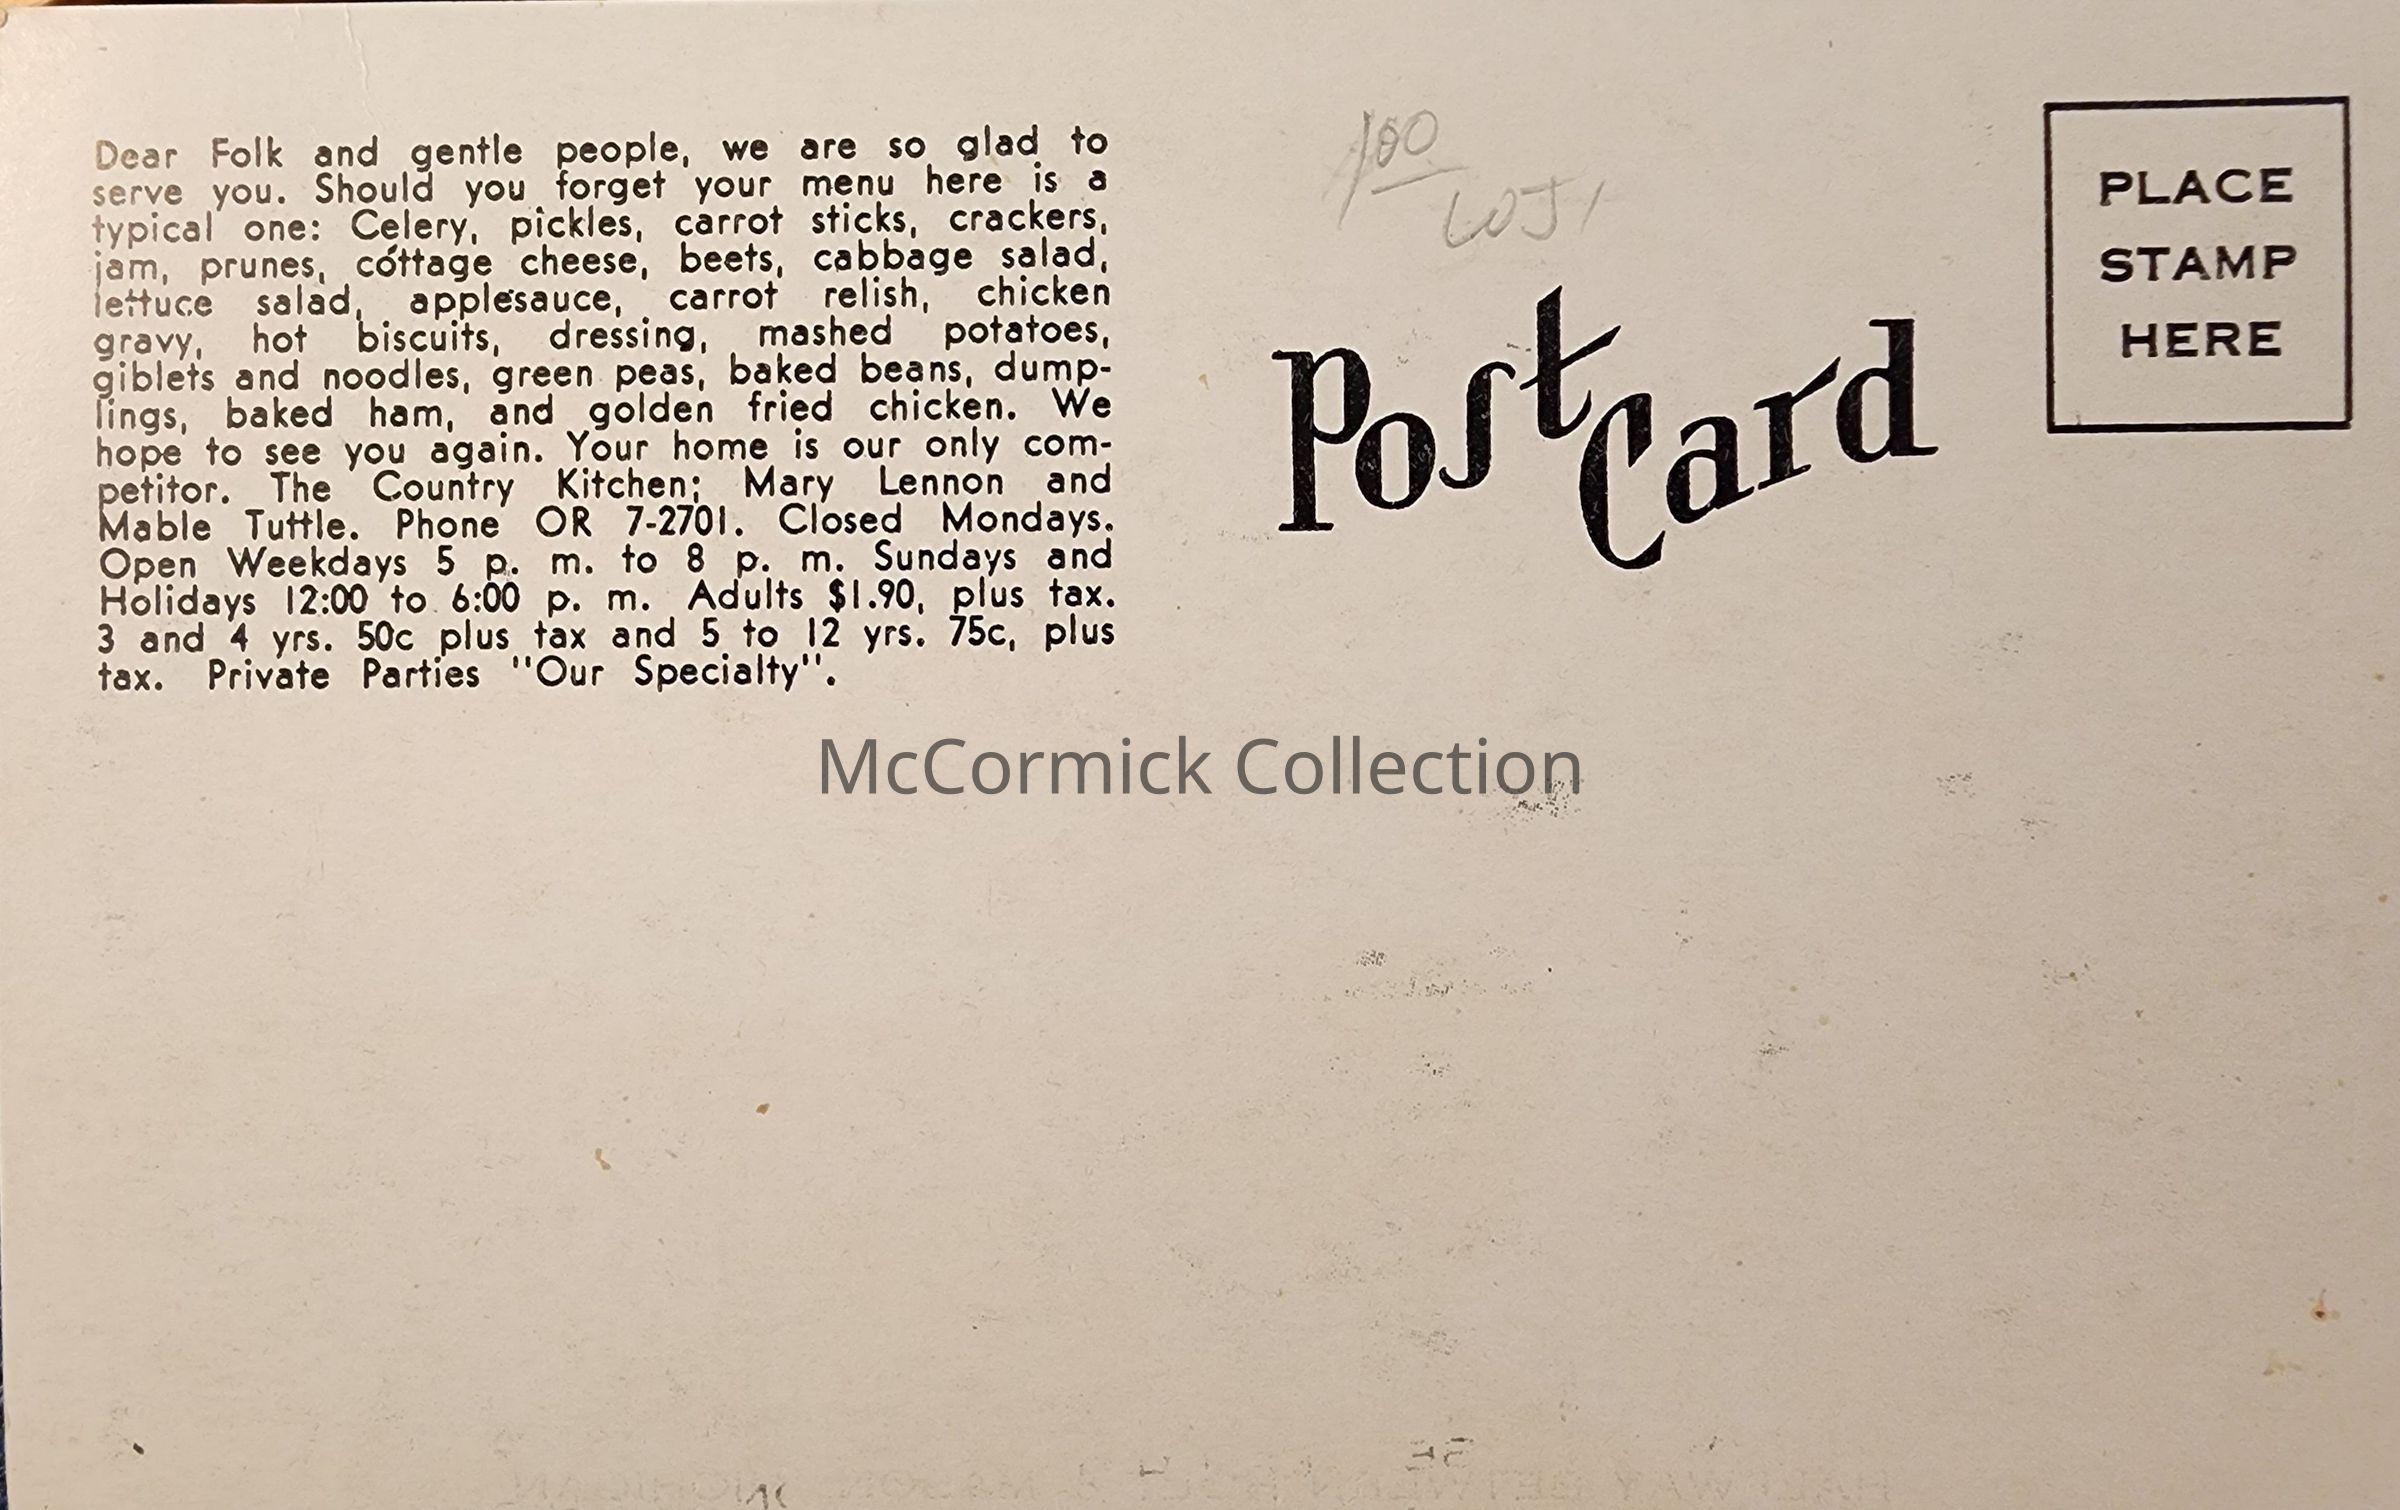 Dear Folk and gentle people, we are so glad to
serve you. Should you forget your menu here is a
typical one: Celery, pickles, carrot sticks, crackers,
jam, prunes, cottage cheese, beets, cabbage salad,
lettuce salad, applesauce, carrot relish, chicken
gravy, hot biscuits, dressing, mashed potatoes,
giblets and noodles, green peas, baked beans, dump-
lings, baked ham, and golden fried chicken. We
hope to see you again. Your home is our only com-
petitor. The Country Kitchen; Mary Lennon and
Mable Tuttle. Phone OR 7-2701. Closed Mondays.
Open Weekdays 5 p. m. to 8 p. m. Sundays and
Holidays 12:00 to 6:00 p. m. Adults $1.90, plus tax.
3 and 4 yrs. 50c plus tax and 5 to 12 yrs. 75c, plus
tax. Private Parties "Our Specialty".
100
Post Card
PLACE
STAMP
HERE
McCormick Collection